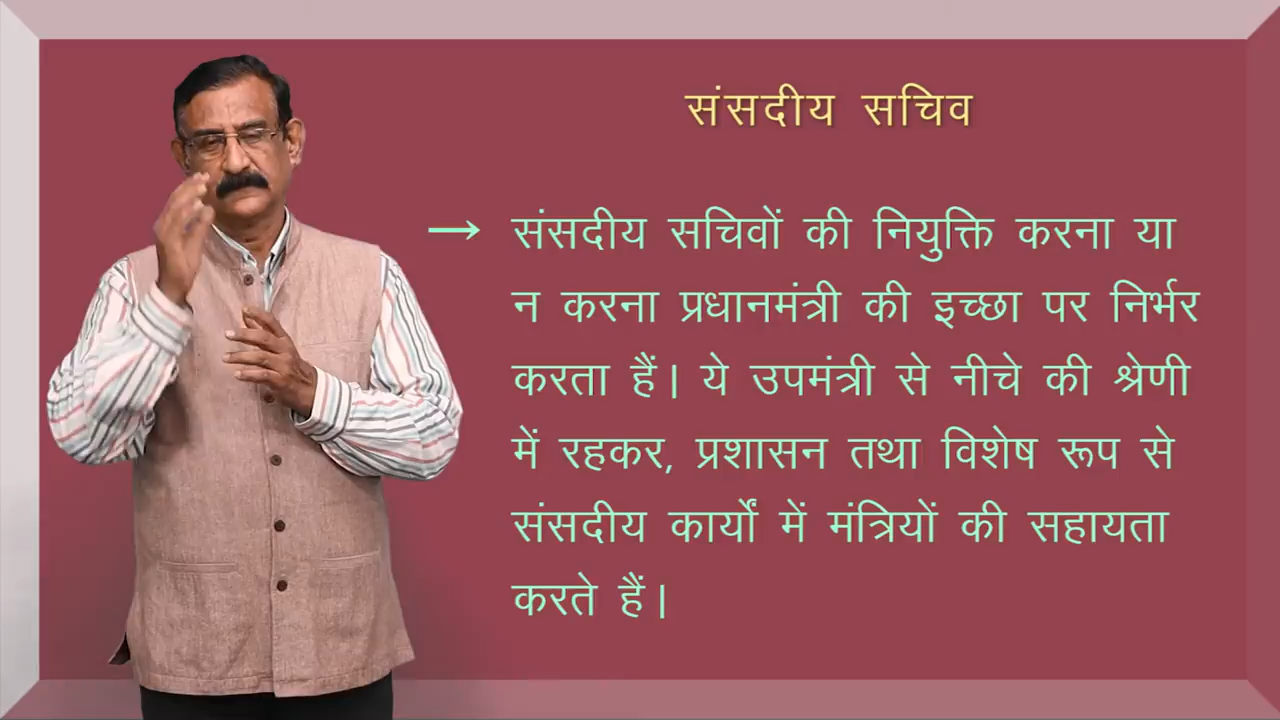 संसदीय सचिव
→ संसदीय सचिवों की नियुक्ति करना या
न करना प्रधानमंत्री की इच्छा पर निर्भर
करता हैं। ये उपमंत्री से नीचे की श्रेणी
में रहकर, प्रशासन तथा विशेष रूप से
संसदीय कार्यों में मंत्रियों की सहायता
करते हैं।